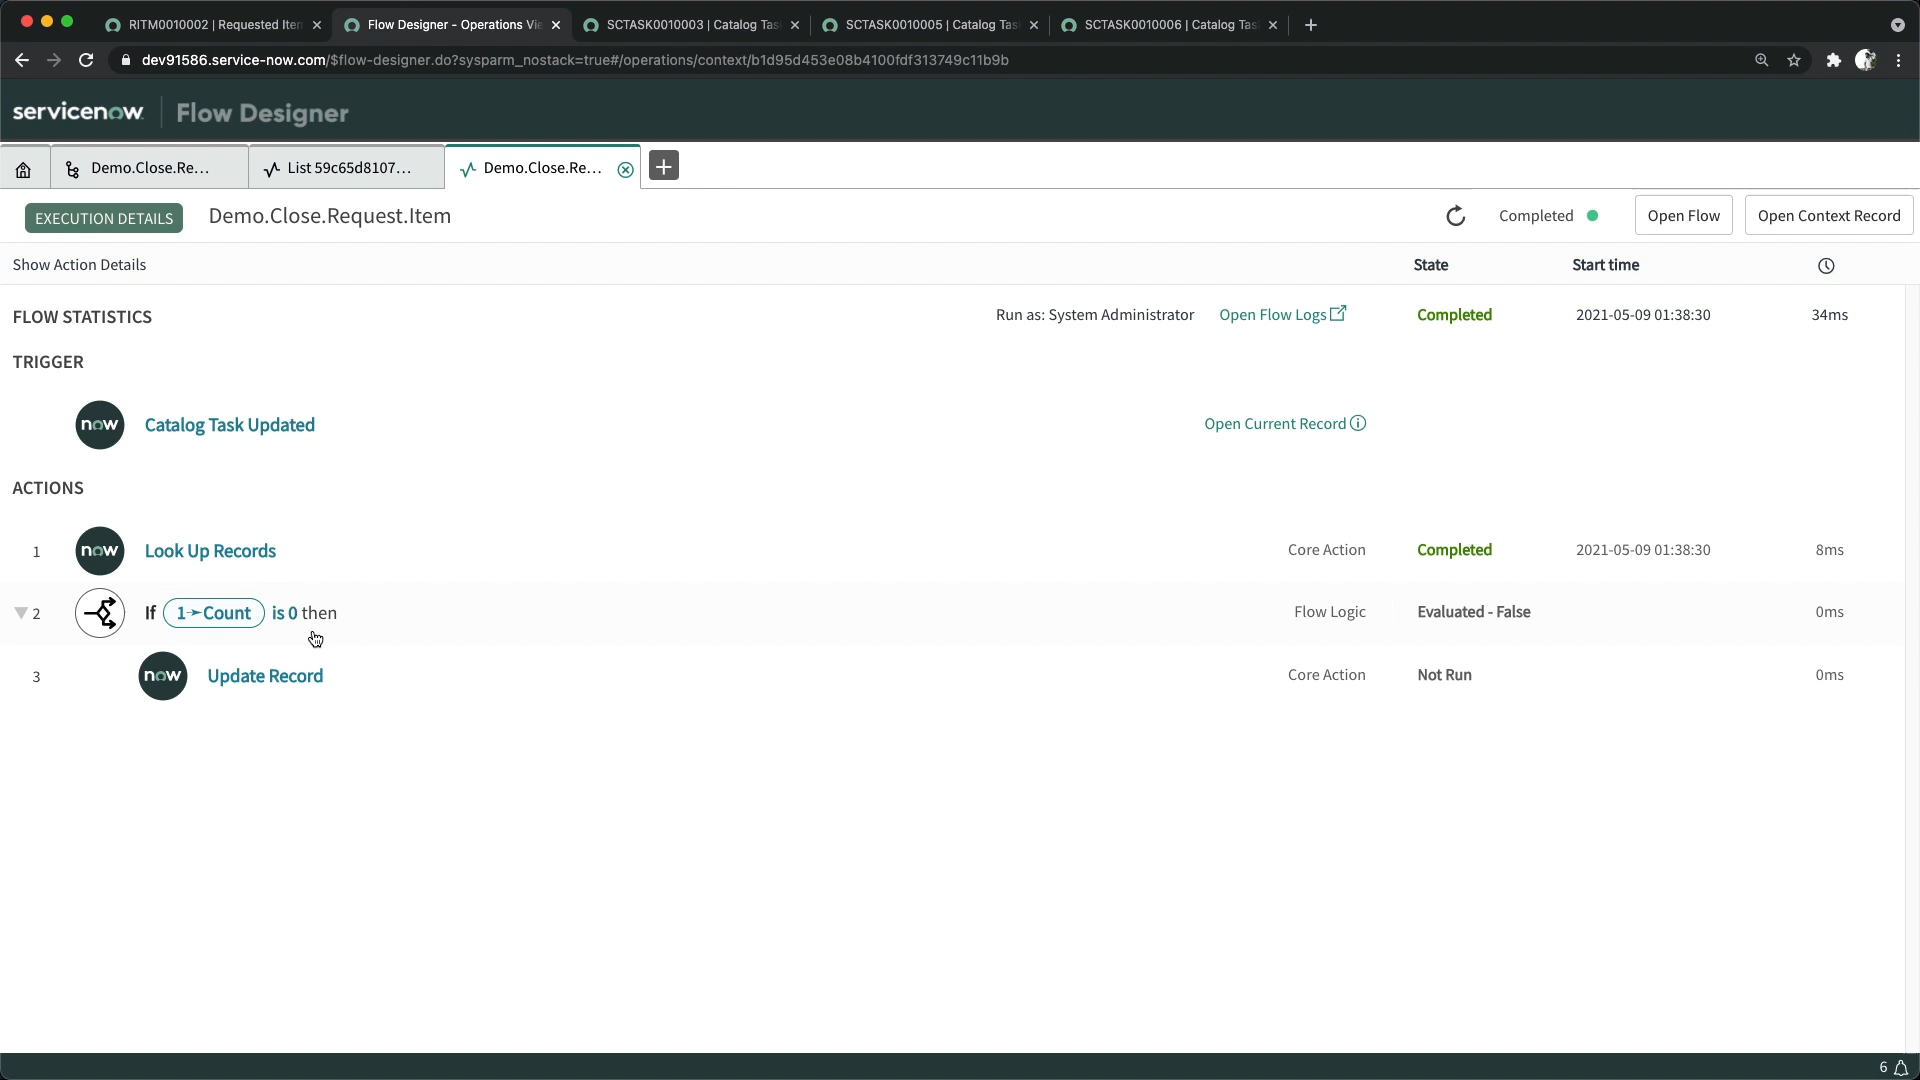 RITM0010002 | Requested Item
Flow Designer - Operations Vie
SCTASK0010003 | Catalog Tas
SCTASK0010005 | Catalog Tas
SCTASK0010006 | Catalog Tas
dev91586.service-now.com/$flow-designer.do?sysparm_nostack=true#/operations/context/b1d95d453e08b4100fdf313749c11b9b
servicenow Flow Designer
Demo.Close.Re...
List 59c65d8107...
Demo.Close.Re...
EXECUTION DETAILS Demo.Close.Request.Item Completed Open Flow Open Context Record
Show Action Details State Start time
FLOW STATISTICS Run as: System Administrator Open Flow Logs Completed 2021-05-09 01:38:30 34ms
TRIGGER
now Catalog Task Updated Open Current Record
ACTIONS
1 now Look Up Records Core Action Completed 2021-05-09 01:38:30 8ms
2 If 1➛Count is 0 then Flow Logic Evaluated - False 0ms
3 now Update Record Core Action Not Run 0ms
6